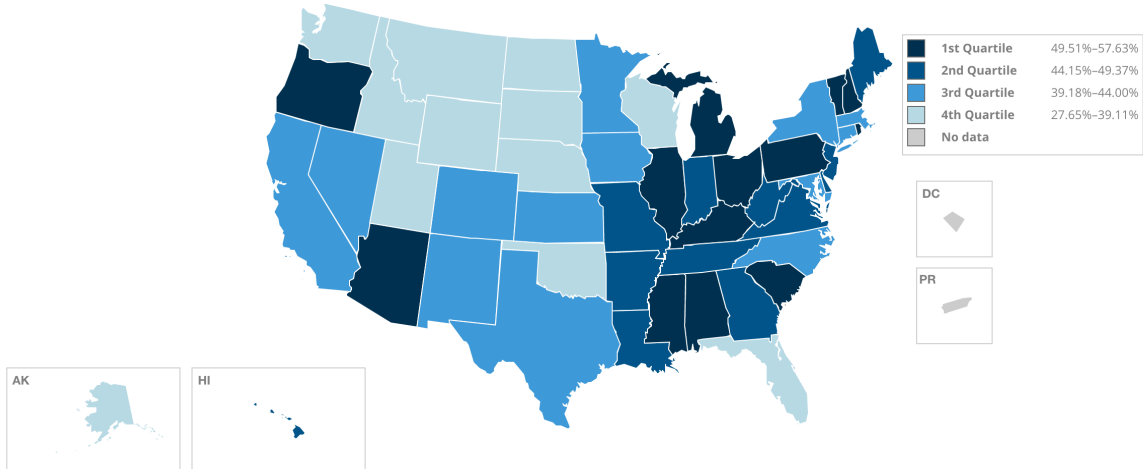 1st Quartile 49.51%–57.63%
2nd Quartile 44.15%–49.37%
3rd Quartile 39.18%–44.00%
4th Quartile 27.65%–39.11%
No data
DC
PR
AK
HI